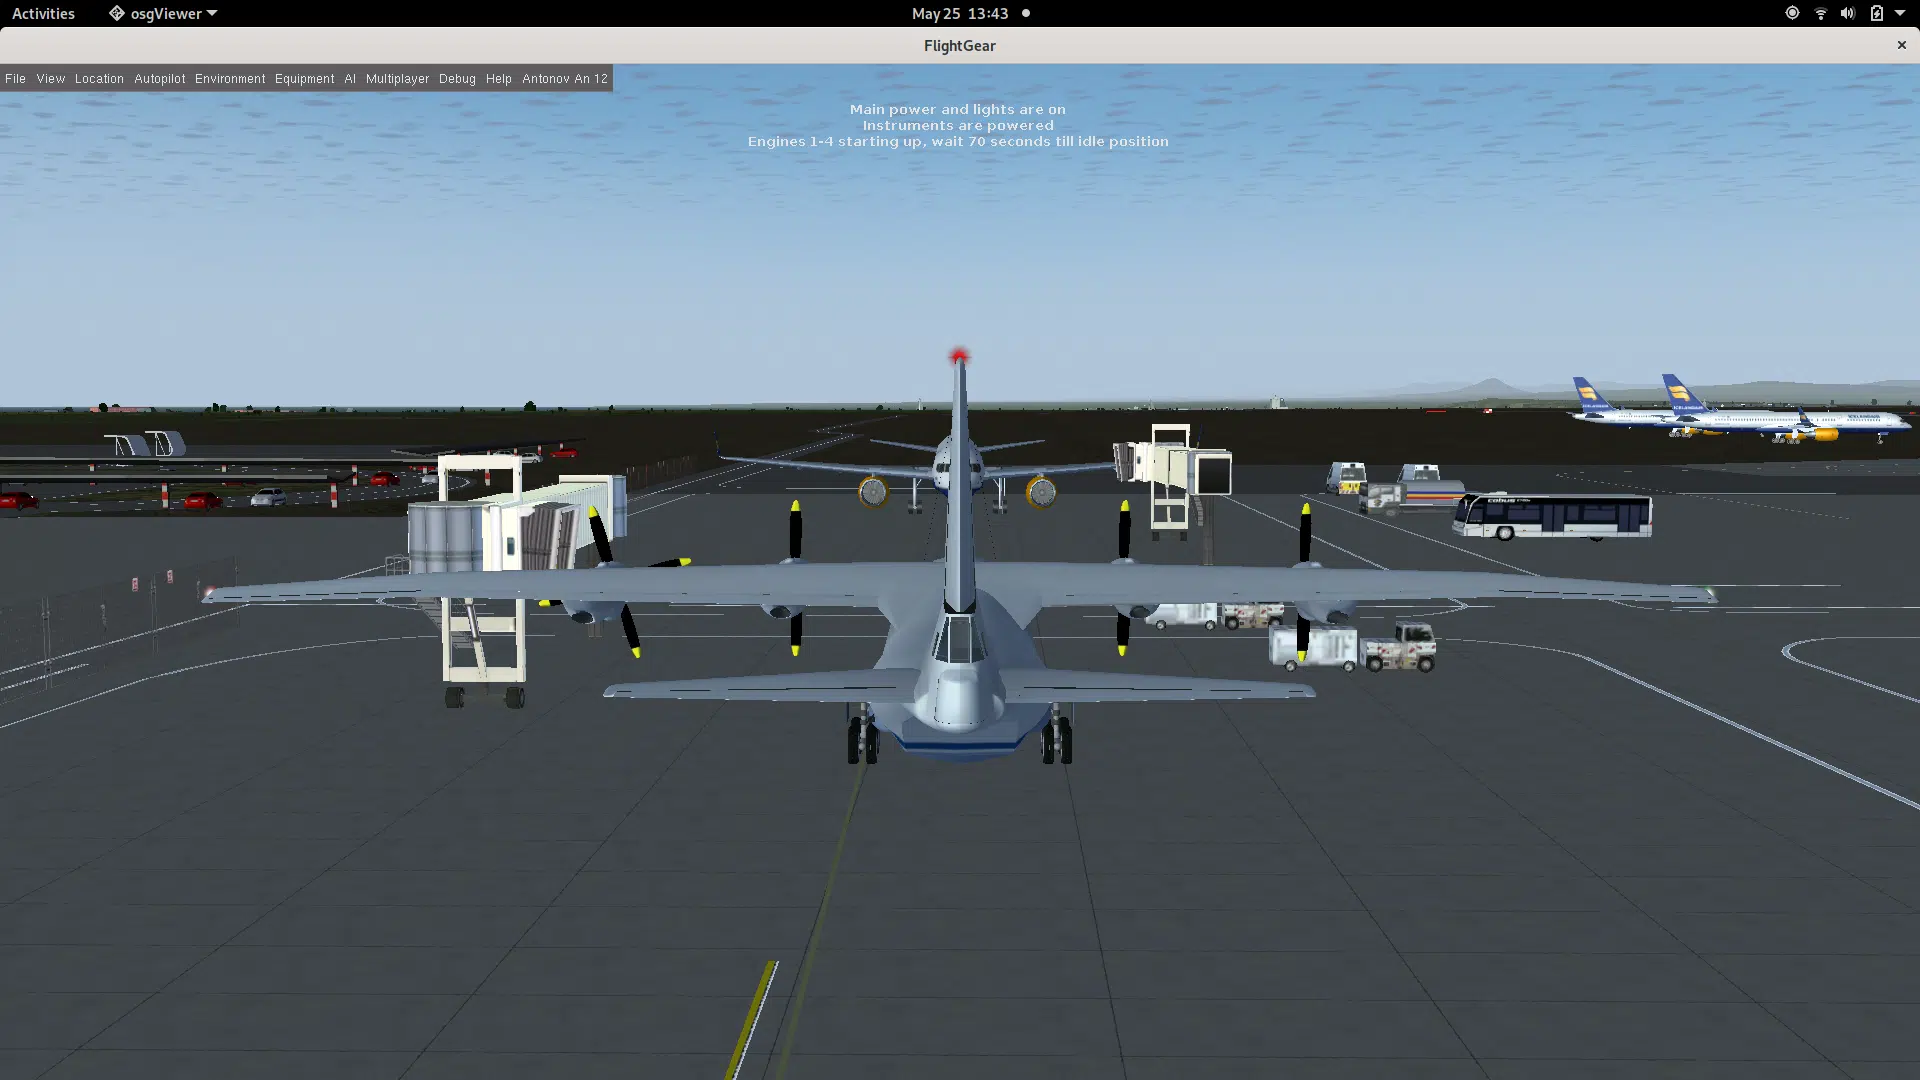 Activities osgViewer May 25 13:43
FlightGear
File View Location Autopilot Environment Equipment AI Multiplayer Debug Help Antonov An 12
Main power and lights are on
Instruments are powered
Engines 1-4 starting up, wait 70 seconds till idle position
ICELANDAIR
cobus